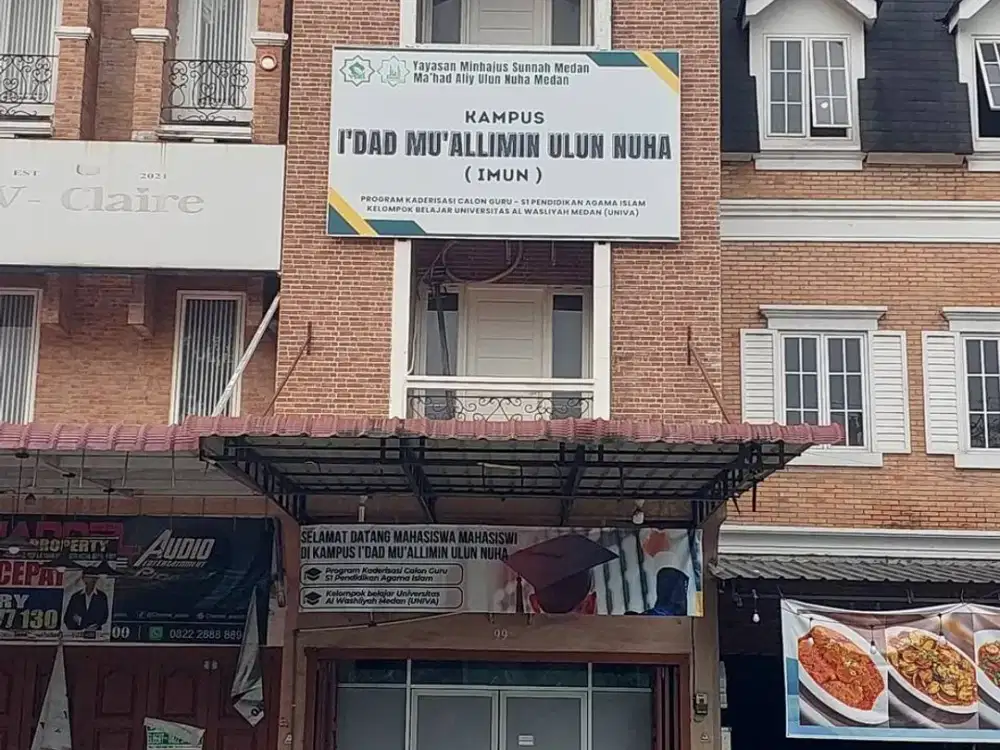 Yayasan Minhajus Sunnah Medan
Ma'had Aliy Ulun Nuha Medan
KAMPUS
I'DAD MU'ALLIMIN ULUN NUHA
( IMUN )
PROGRAM KADERISASI CALON GURU - S1 PENDIDIKAN AGAMA ISLAM
KELOMPOK BELAJAR UNIVERSITAS AL WASLIYAH MEDAN (UNIVA)
EST 2021
- Claire
SELAMAT DATANG MAHASISWA MAHASISWI
DI KAMPUS I'DAD MU'ALLIMIN ULUN NUHA
Program Kaderisasi Calon Guru
S1 Pendidikan Agama Islam
Kelompok belajar Universitas
Al Washliyah Medan (UNIVA)
99
PROPERTY
CEPAT
AUDIO
0822 2888 889